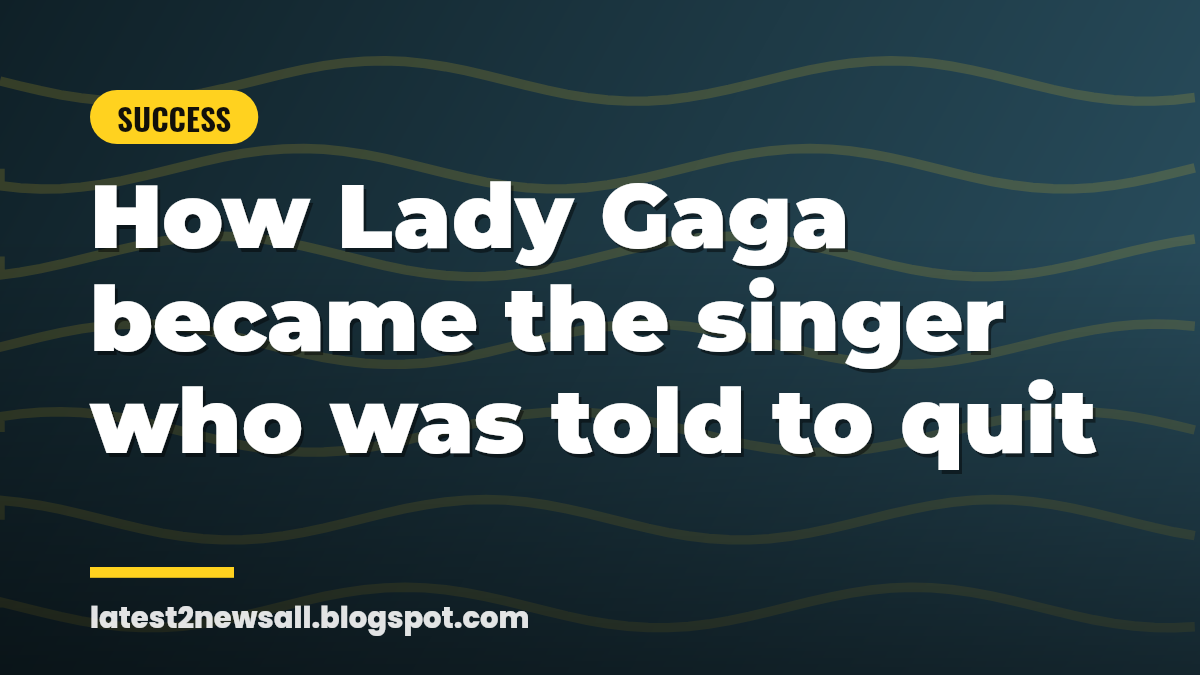 SUCCESS
How Lady Gaga
became the singer
who was told to quit
latest2newsall.blogspot.com